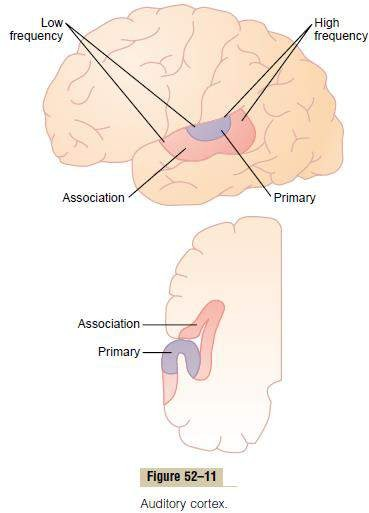 Low
frequency
High
frequency
Association
Primary
Association
Primary
Figure 52–11
Auditory cortex.